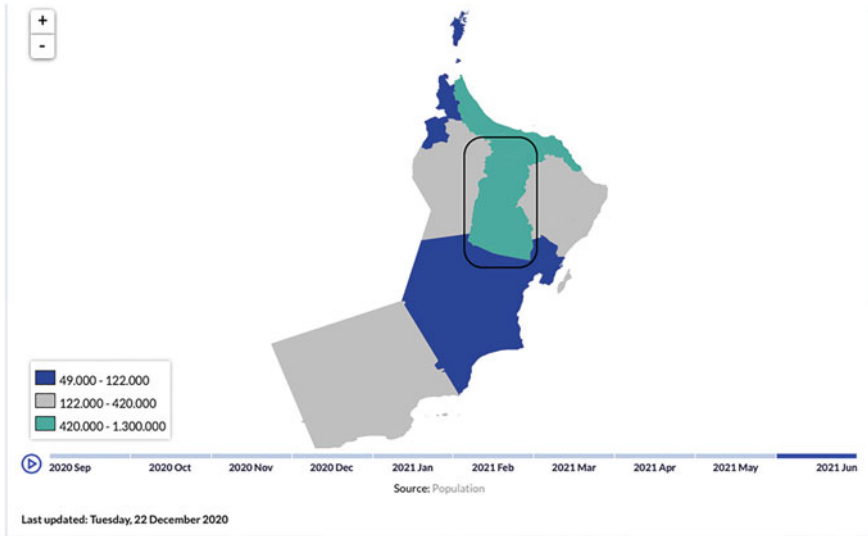 +
-
49.000 - 122.000
122.000 - 420.000
420.000 - 1.300.000
2020 Sep 2020 Oct 2020 Nov 2020 Dec 2021 Jan 2021 Feb 2021 Mar 2021 Apr 2021 May 2021 Jun
Source: Population
Last updated: Tuesday, 22 December 2020